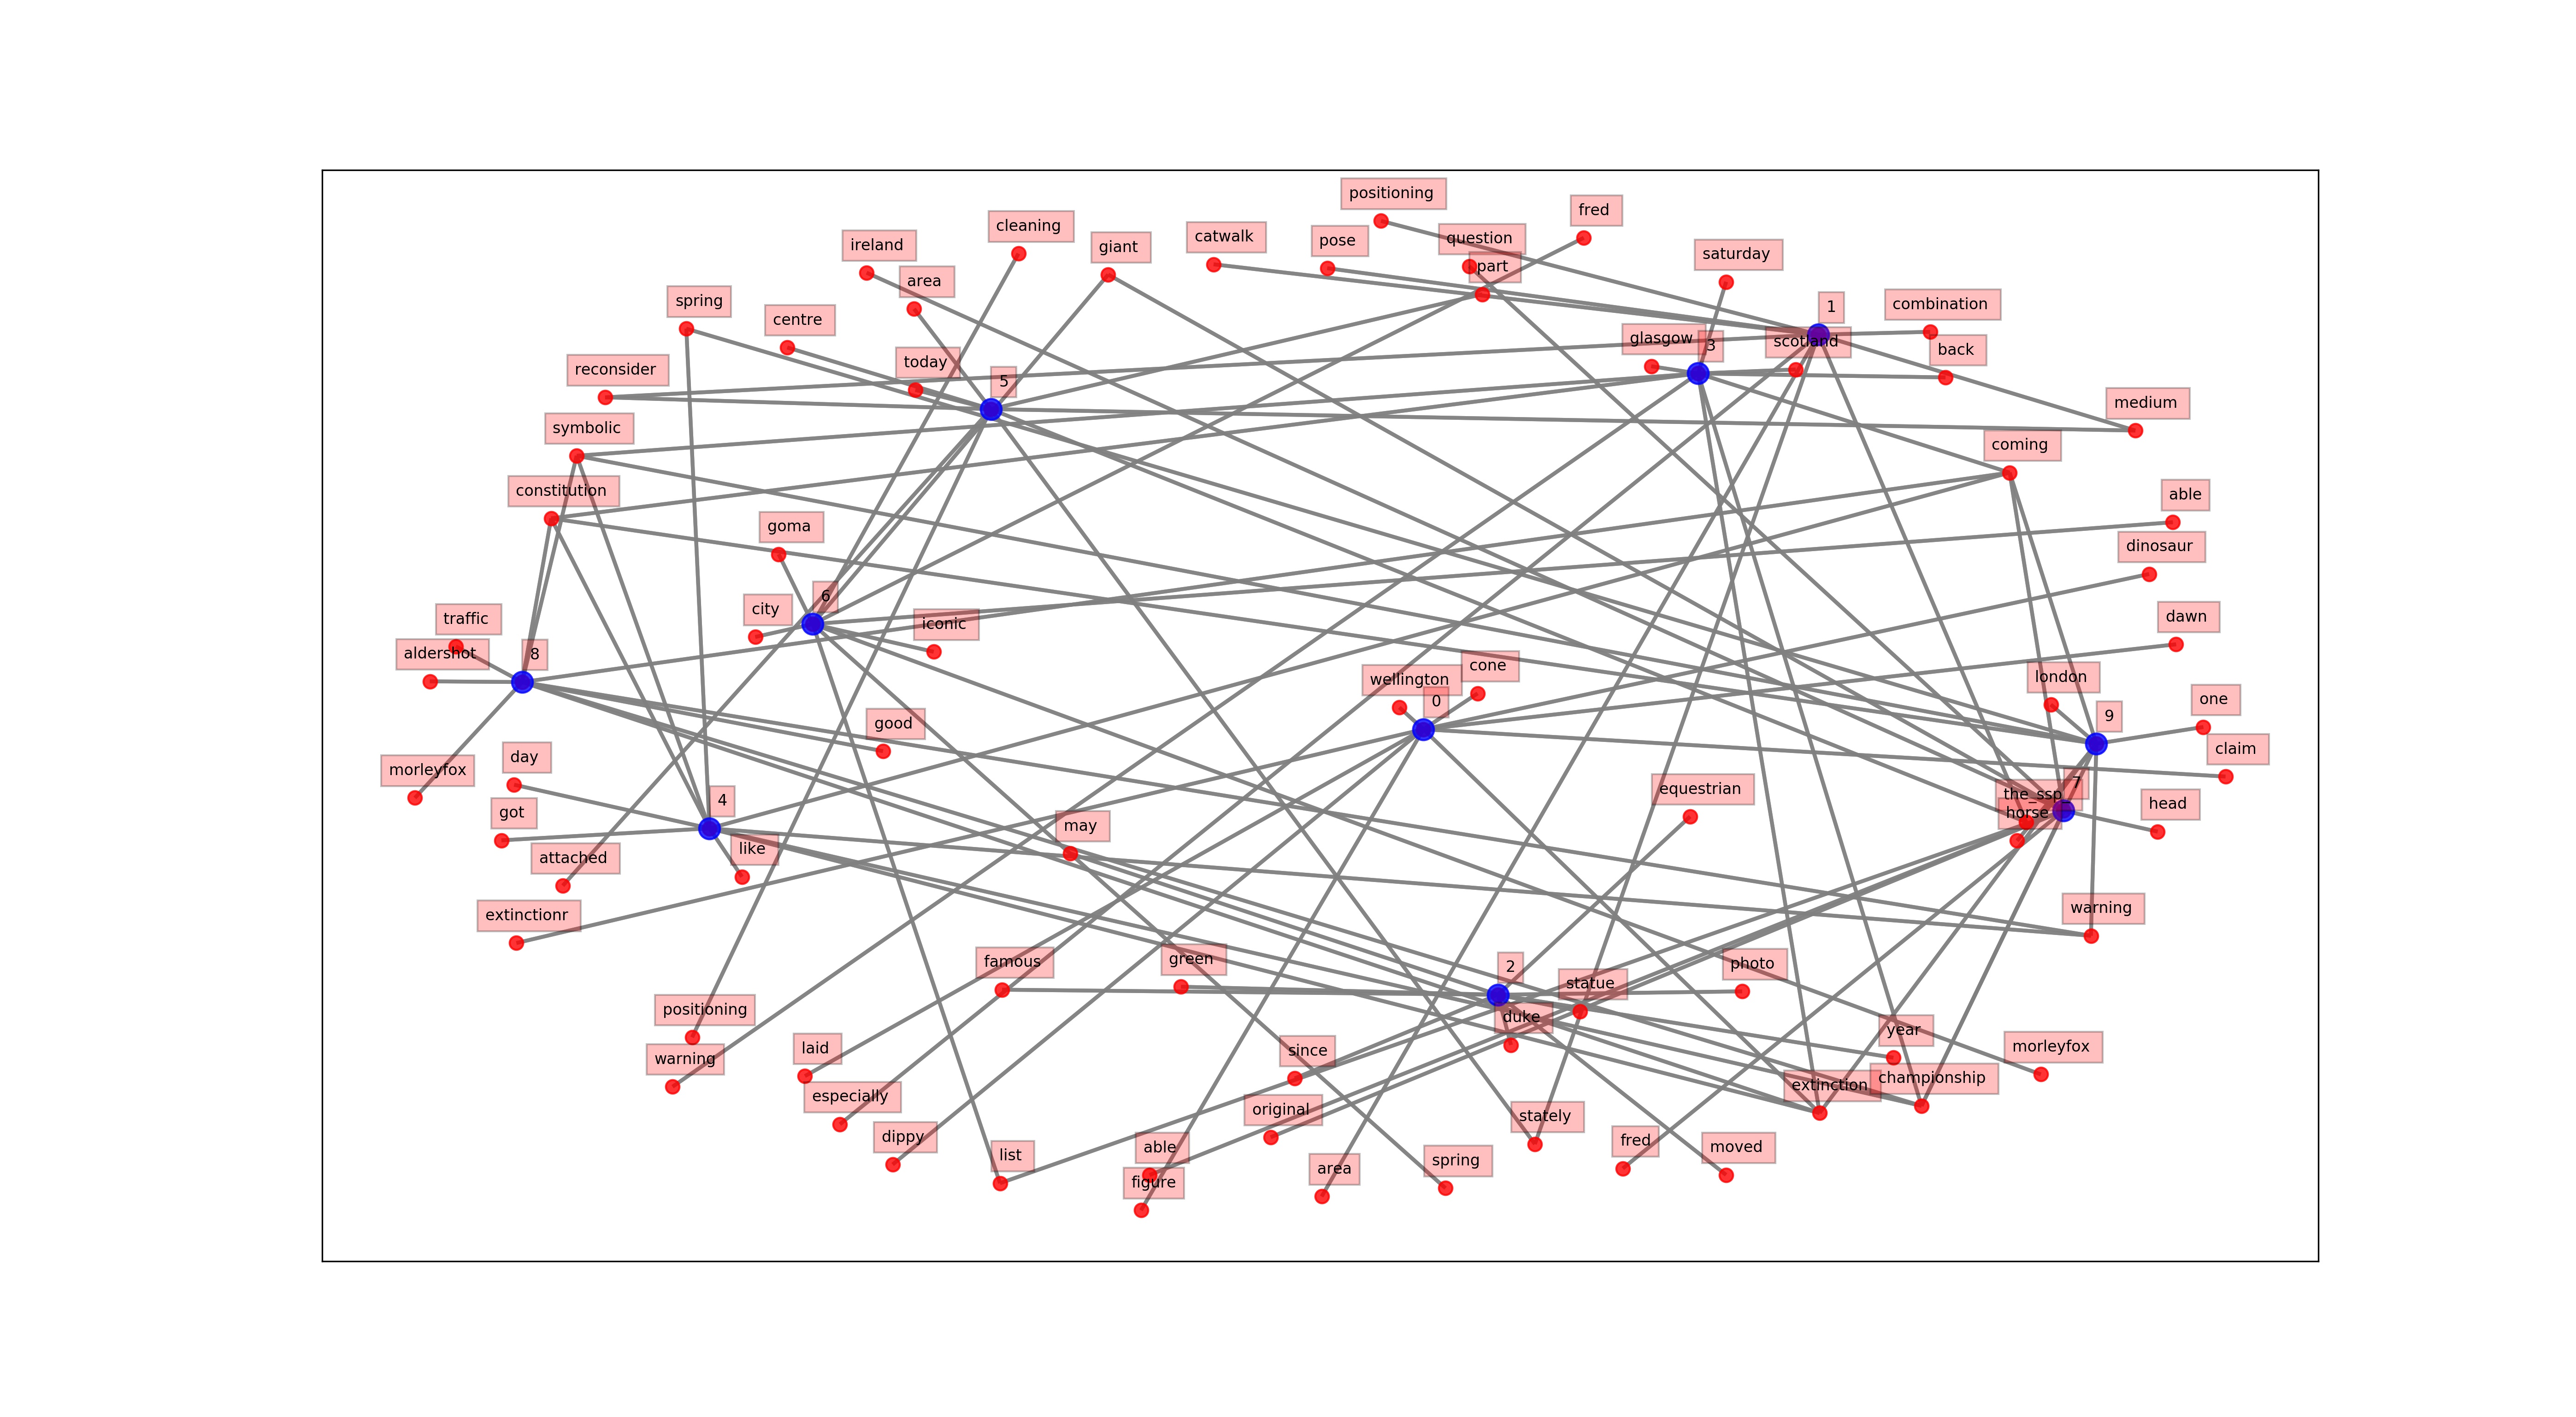 positioning
fred
cleaning
catwalk
pose
question
ireland
giant
saturday
part
area
spring
combination
1
centre
glasgow
3
scotland
back
today
reconsider
5
medium
symbolic
coming
constitution
able
goma
dinosaur
6
city
traffic
iconic
dawn
aldershot
8
cone
wellington
london
0
one
9
good
claim
day
morleyfox
7
equestrian
the_ssp_
4
head
got
horse
may
like
attached
extinctionr
warning
famous
green
2
photo
statue
positioning
duke
year
laid
since
morleyfox
warning
championship
extinction
especially
original
stately
dippy
fred
able
moved
list
area
spring
figure